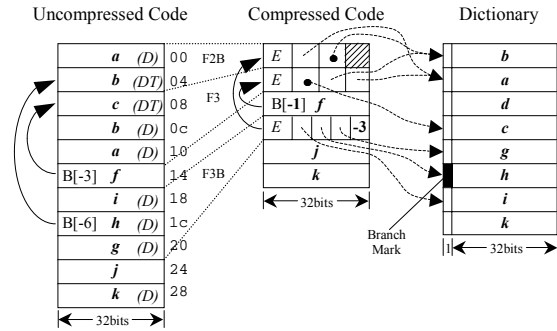 Uncompressed Code
Compressed Code
Dictionary
a (D) 00
b (DT) 04
c (DT) 08
b (D) 0c
a (D) 10
B[-3] f 14
i (D) 18
B[-6] h (D) 1c
g (D) 20
j 24
k (D) 28
32bits
F2B
F3
F3B
E
E
B[-1] f
E -3
j
k
32bits
b
a
d
c
g
h
i
k
Branch
Mark
1
32bits